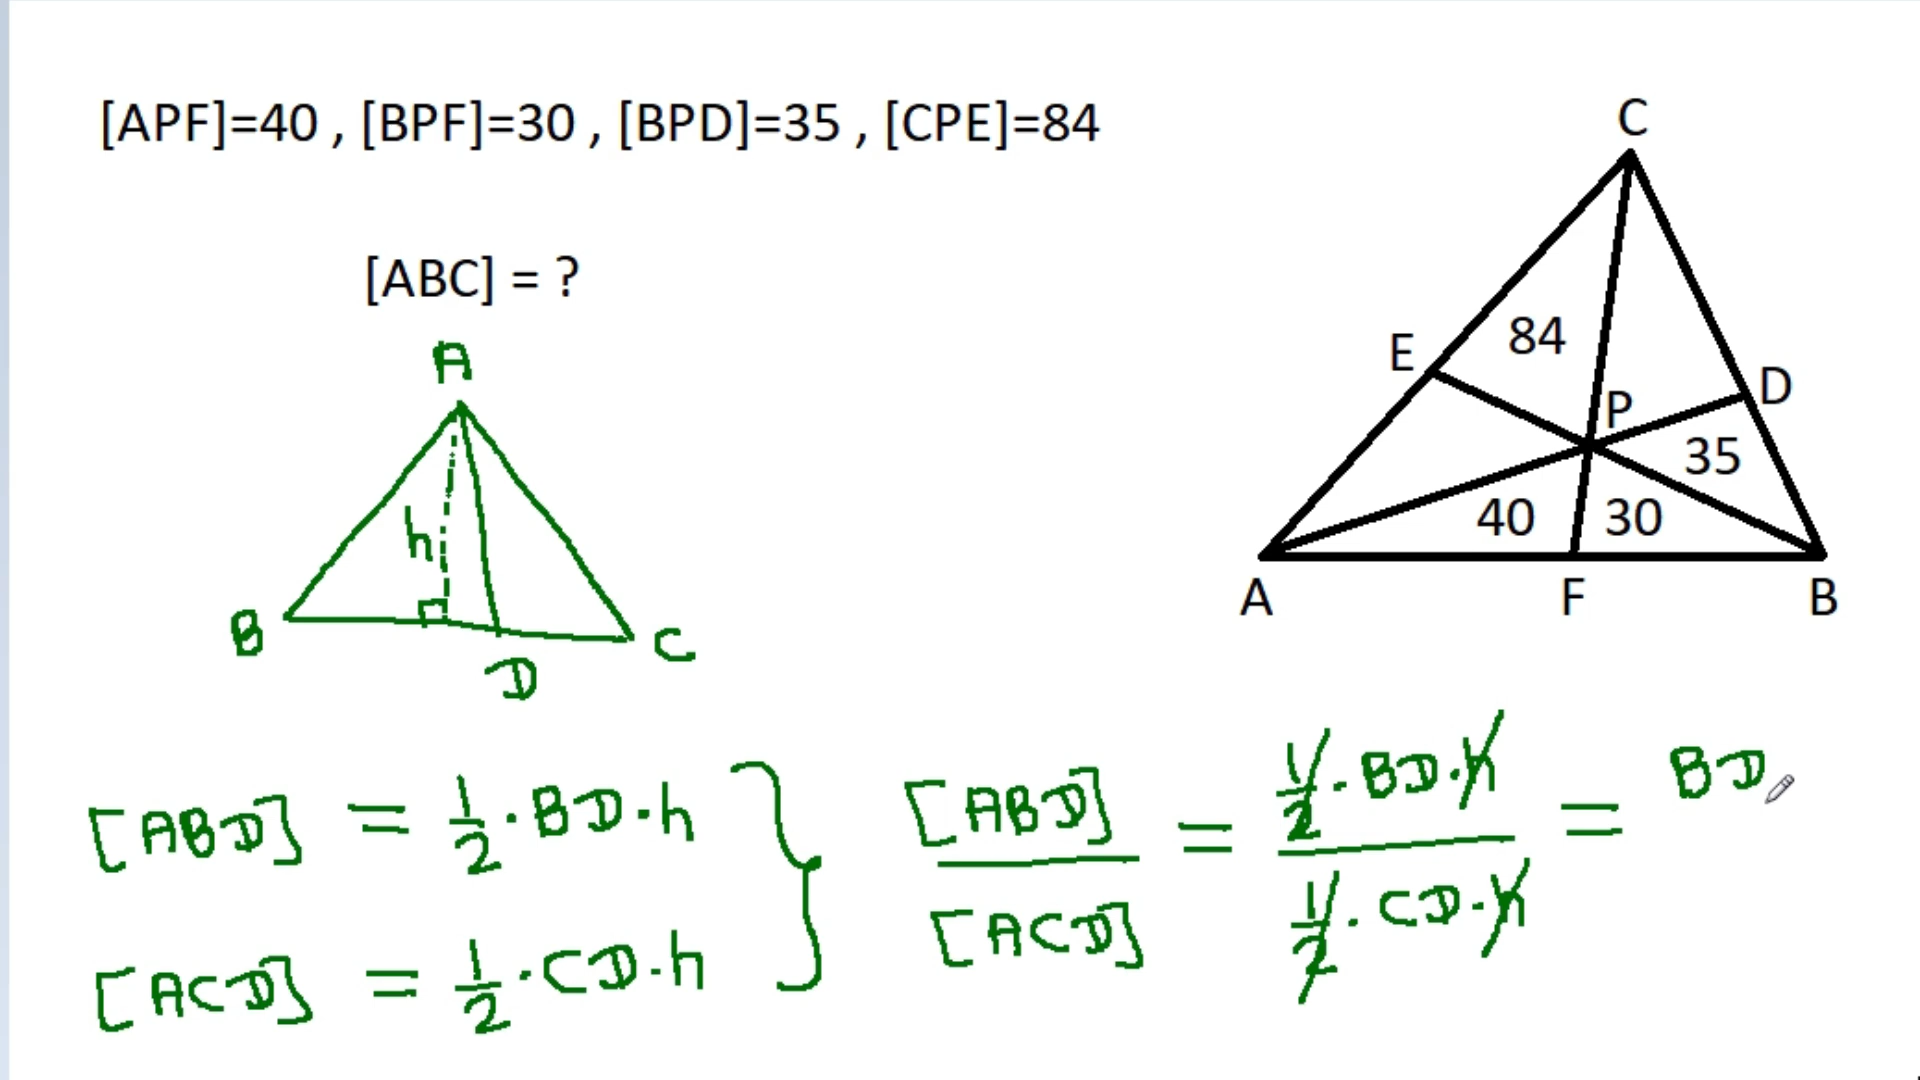 [APF]=40 , [BPF]=30 , [BPD]=35 , [CPE]=84
[ABC] = ?
C
E
84
P
D
35
40
30
A
F
B
A
h
B
D
C
[ABD] = 1/2 · BD · h
[ACD] = 1/2 · CD · h
[ABD] / [ACD] = 1/2 · BD · h / 1/2 · CD · h = BD